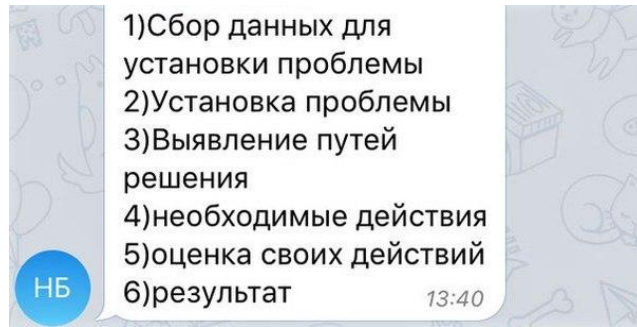 1)Сбор данных для
установки проблемы
2)Установка проблемы
3)Выявление путей
решения
4)необходимые действия
5)оценка своих действий
6)результат 13:40
НБ